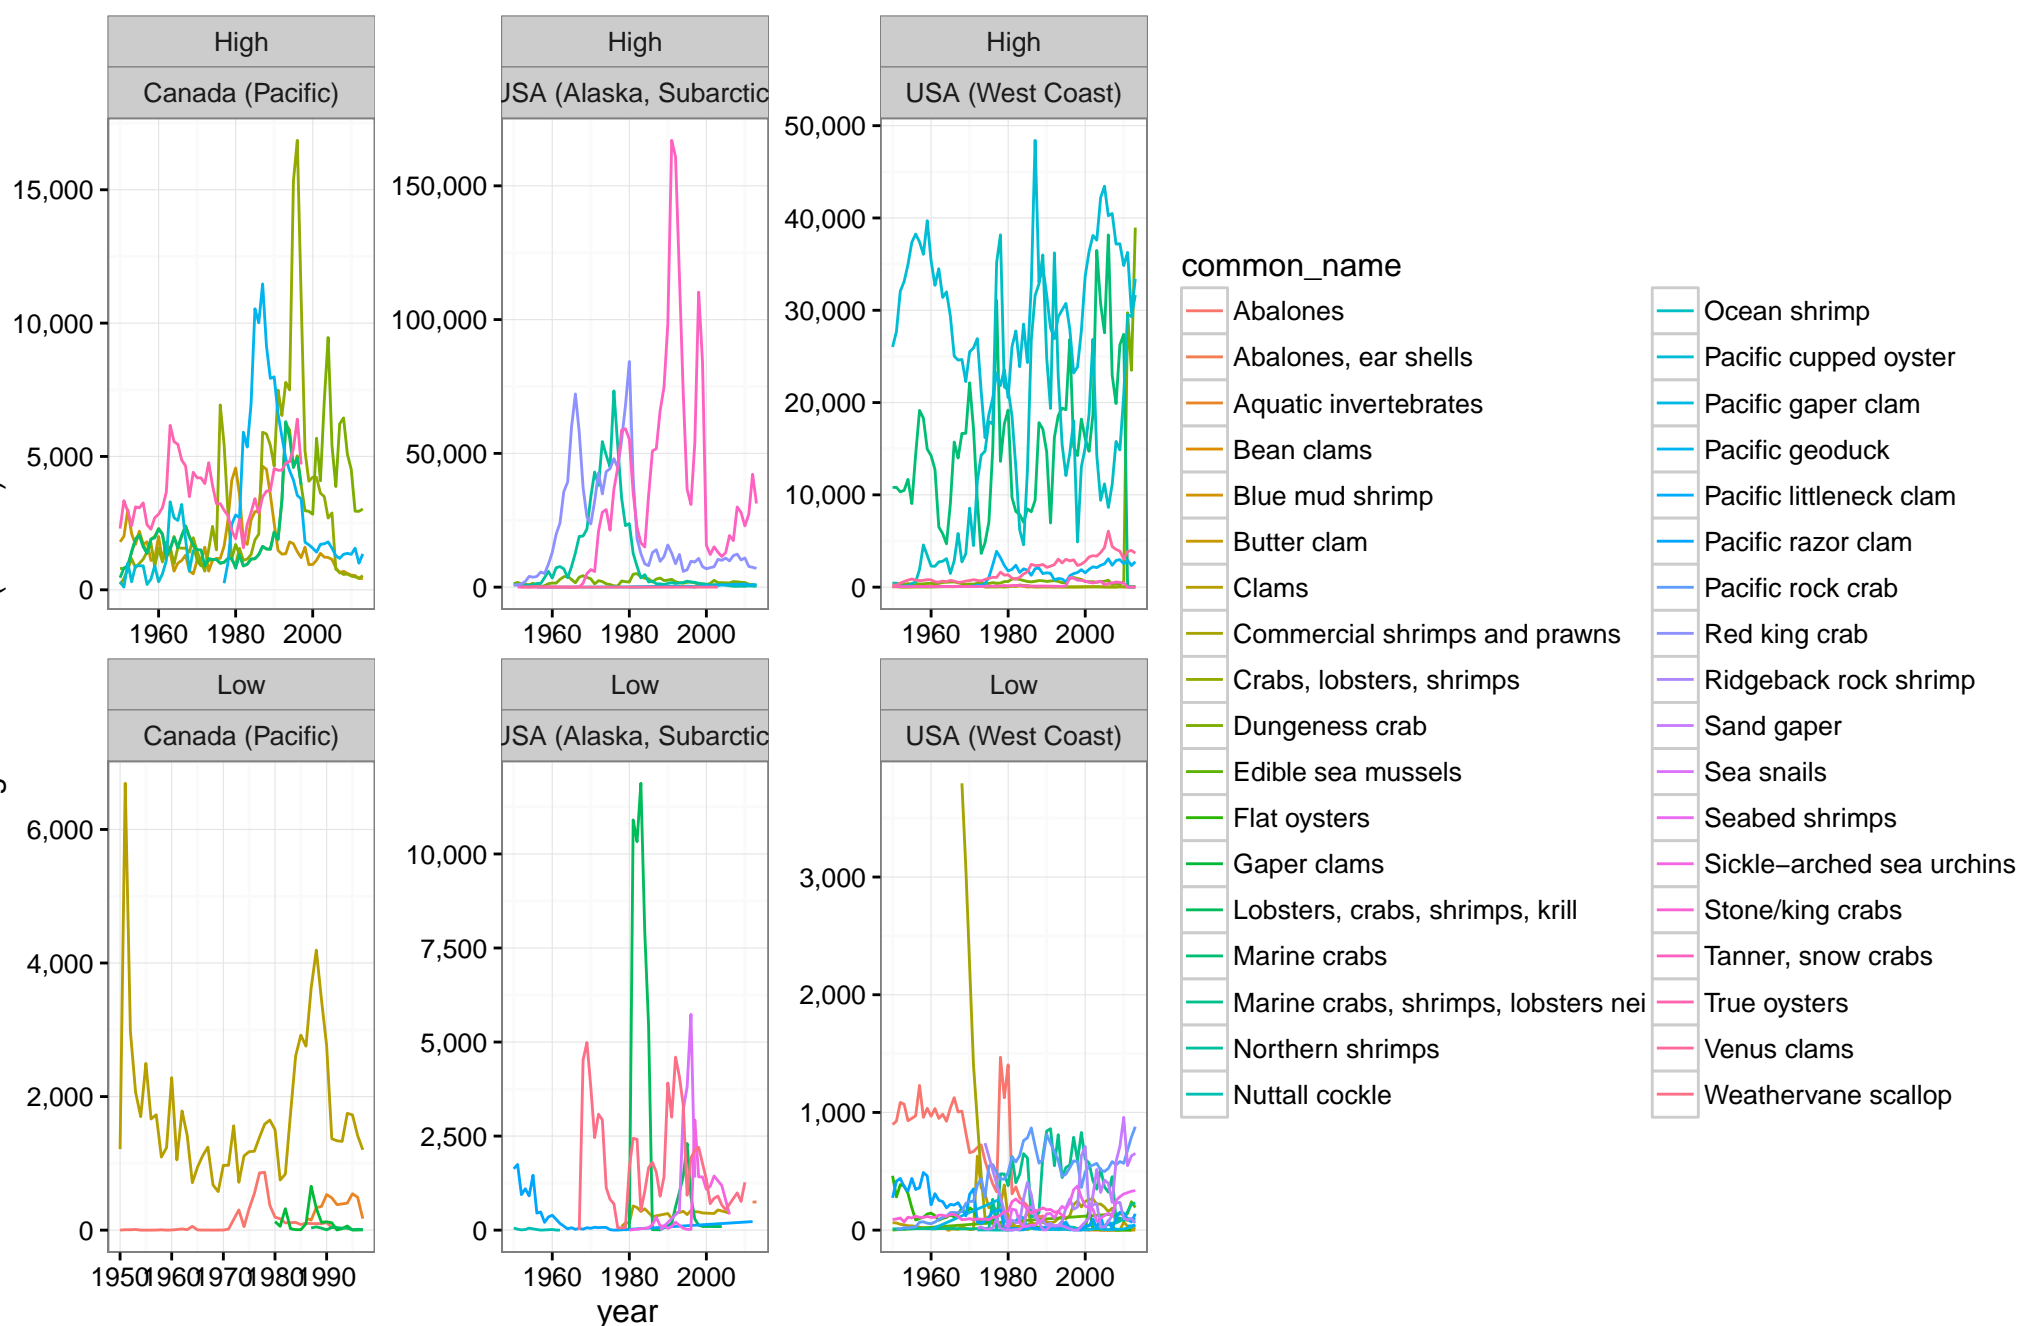 High
High
High
Canada (Pacific)
USA (Alaska, Subarctic
USA (West Coast)
15,000
10,000
5,000
0
150,000
100,000
50,000
0
50,000
40,000
30,000
20,000
10,000
0
1960 1980 2000
1960 1980 2000
1960 1980 2000
Low
Low
Low
Canada (Pacific)
USA (Alaska, Subarctic
USA (West Coast)
6,000
4,000
2,000
0
10,000
7,500
5,000
2,500
0
3,000
2,000
1,000
0
1950 1960 1970 1980 1990
1960 1980 2000
1960 1980 2000
year
common_name
Abalones
Abalones, ear shells
Aquatic invertebrates
Bean clams
Blue mud shrimp
Butter clam
Clams
Commercial shrimps and prawns
Crabs, lobsters, shrimps
Dungeness crab
Edible sea mussels
Flat oysters
Gaper clams
Lobsters, crabs, shrimps, krill
Marine crabs
Marine crabs, shrimps, lobsters nei
Northern shrimps
Nuttall cockle
Ocean shrimp
Pacific cupped oyster
Pacific gaper clam
Pacific geoduck
Pacific littleneck clam
Pacific razor clam
Pacific rock crab
Red king crab
Ridgeback rock shrimp
Sand gaper
Sea snails
Seabed shrimps
Sickle−arched sea urchins
Stone/king crabs
Tanner, snow crabs
True oysters
Venus clams
Weathervane scallop